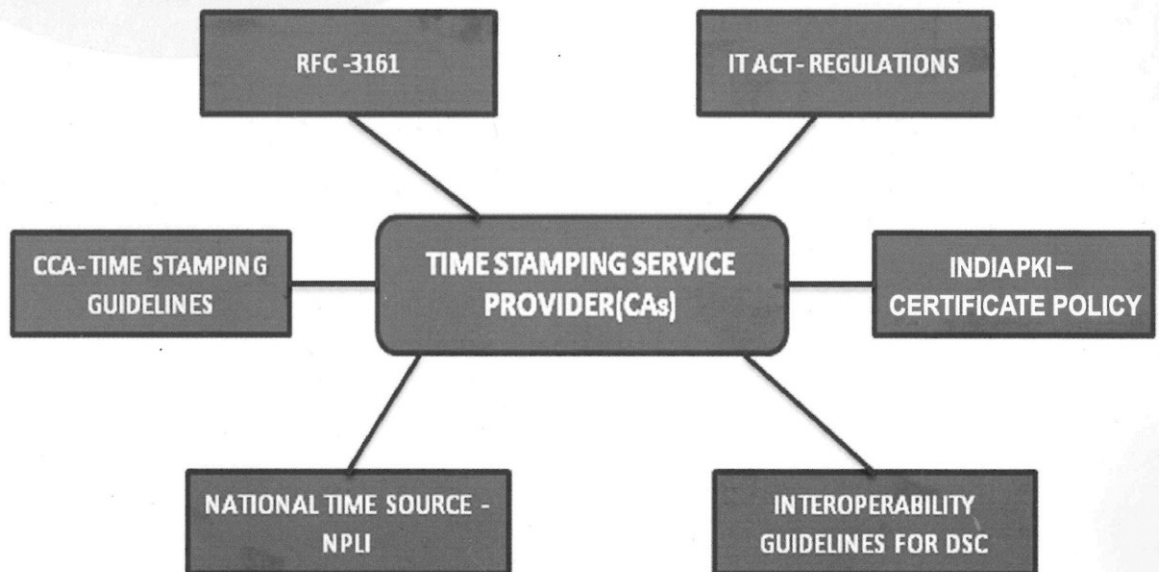 RFC -3161
IT ACT- REGULATIONS
CCA- TIME STAMPING
GUIDELINES
TIME STAMPING SERVICE
PROVIDER(CAs)
INDIAPKI –
CERTIFICATE POLICY
NATIONAL TIME SOURCE -
NPLI
INTEROPERABILITY
GUIDELINES FOR DSC